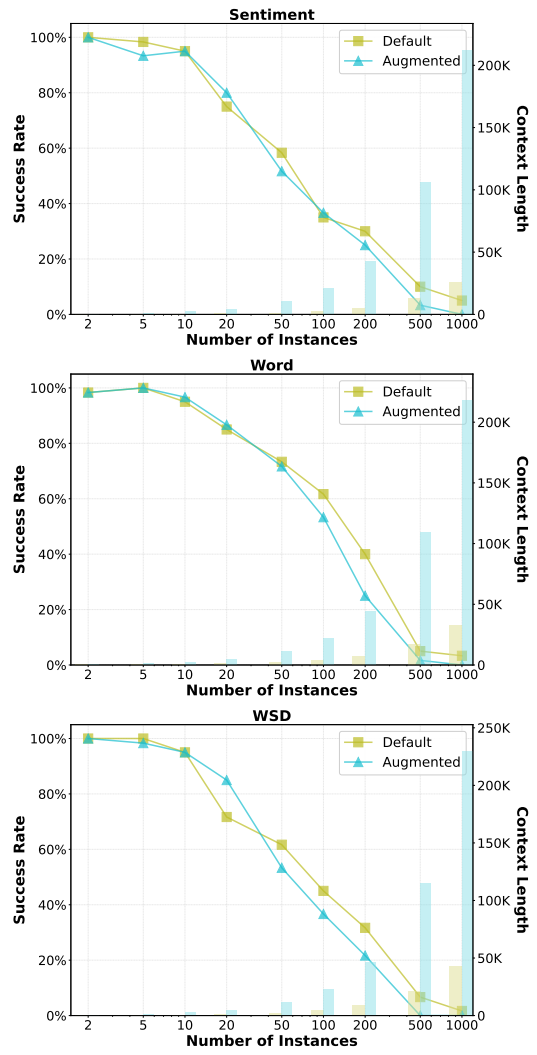 Sentiment
Success Rate
100%
80%
60%
40%
20%
0%
Default
Augmented
200K
150K
100K
50K
0
Context Length
2 5 10 20 50 100 200 500 1000
Number of Instances
Word
Success Rate
100%
80%
60%
40%
20%
0%
Default
Augmented
200K
150K
100K
50K
0
Context Length
2 5 10 20 50 100 200 500 1000
Number of Instances
WSD
Success Rate
100%
80%
60%
40%
20%
0%
Default
Augmented
250K
200K
150K
100K
50K
0
Context Length
2 5 10 20 50 100 200 500 1000
Number of Instances